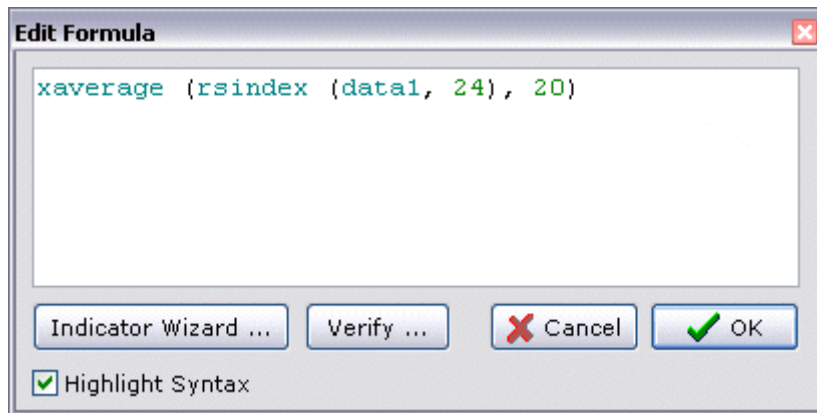 Edit Formula
xaverage (rsindex (data1, 24), 20)
Indicator Wizard ...
Verify ...
Cancel
OK
Highlight Syntax